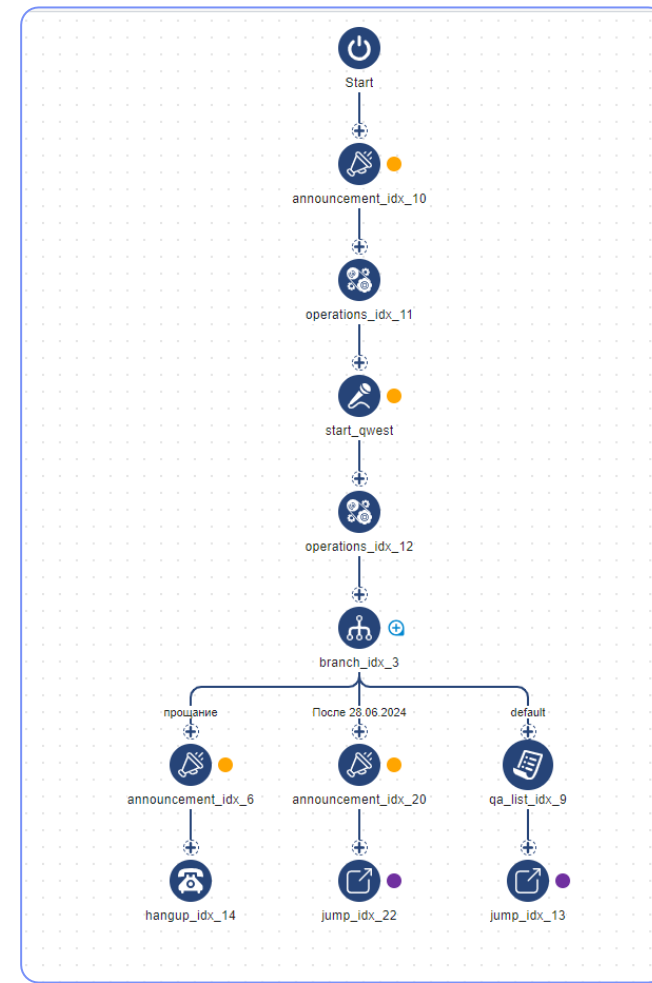 Start
announcement_idx_10
operations_idx_11
start_qwest
operations_idx_12
branch_idx_3
прощание
После 28.06.2024
default
announcement_idx_6
announcement_idx_20
qa_list_idx_9
hangup_idx_14
jump_idx_22
jump_idx_13